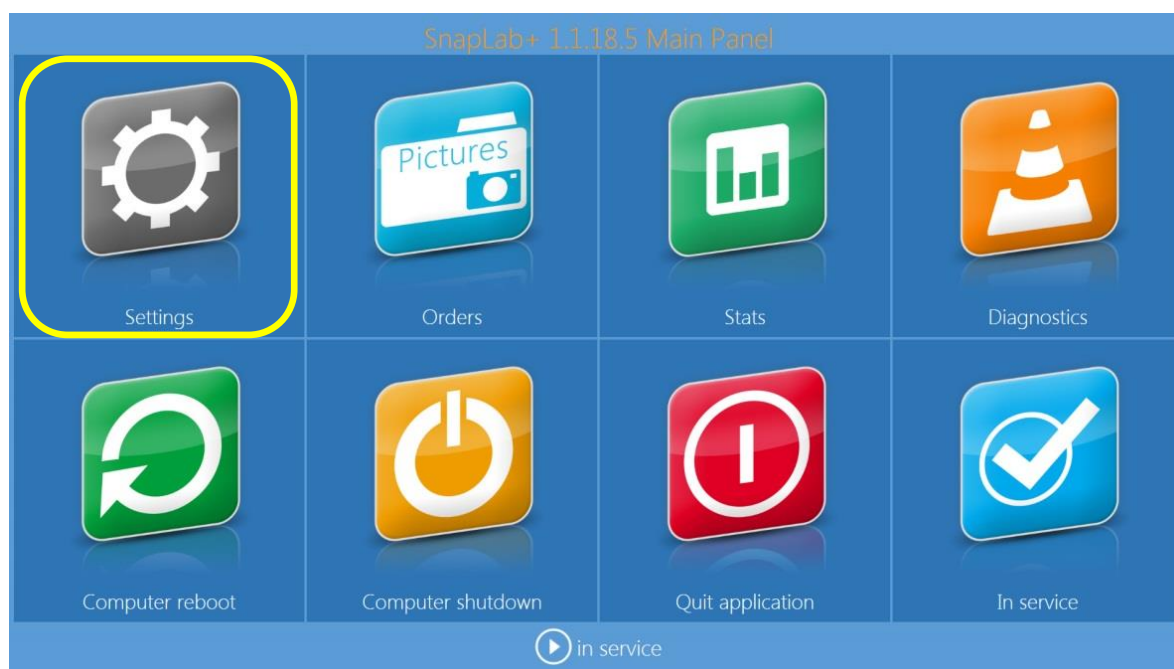 SnapLab+ 1.1.18.5 Main Panel
Pictures
Settings
Orders
Stats
Diagnostics
Computer reboot
Computer shutdown
Quit application
In service
in service